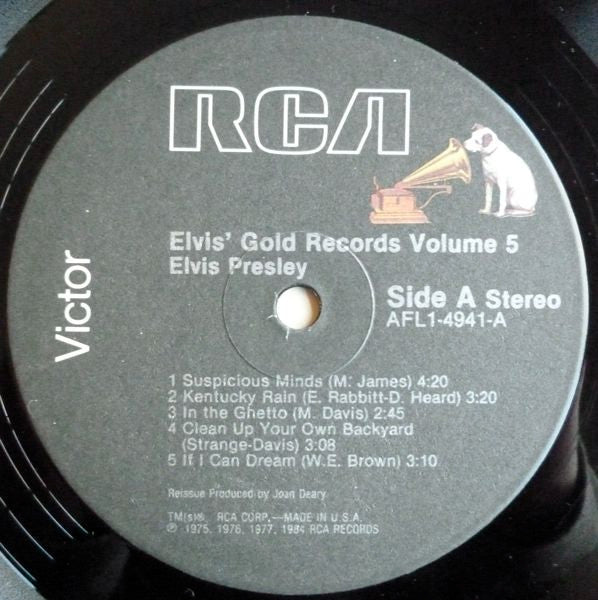 RCA
Victor
Elvis' Gold Records Volume 5
Elvis Presley
Side A Stereo
AFL1-4941-A
1 Suspicious Minds (M. James) 4:20
2 Kentucky Rain (E. Rabbitt-D. Heard) 3:20
3 In the Ghetto (M. Davis) 2:45
4 Clean Up Your Own Backyard
(Strange-Davis) 3:08
5 If I Can Dream (W.E. Brown) 3:10
Reissue Produced by Joan Deary
RCA CORP.—MADE IN U.S.A.
℗ 1975, 1976, 1977, 1984 RCA RECORDS